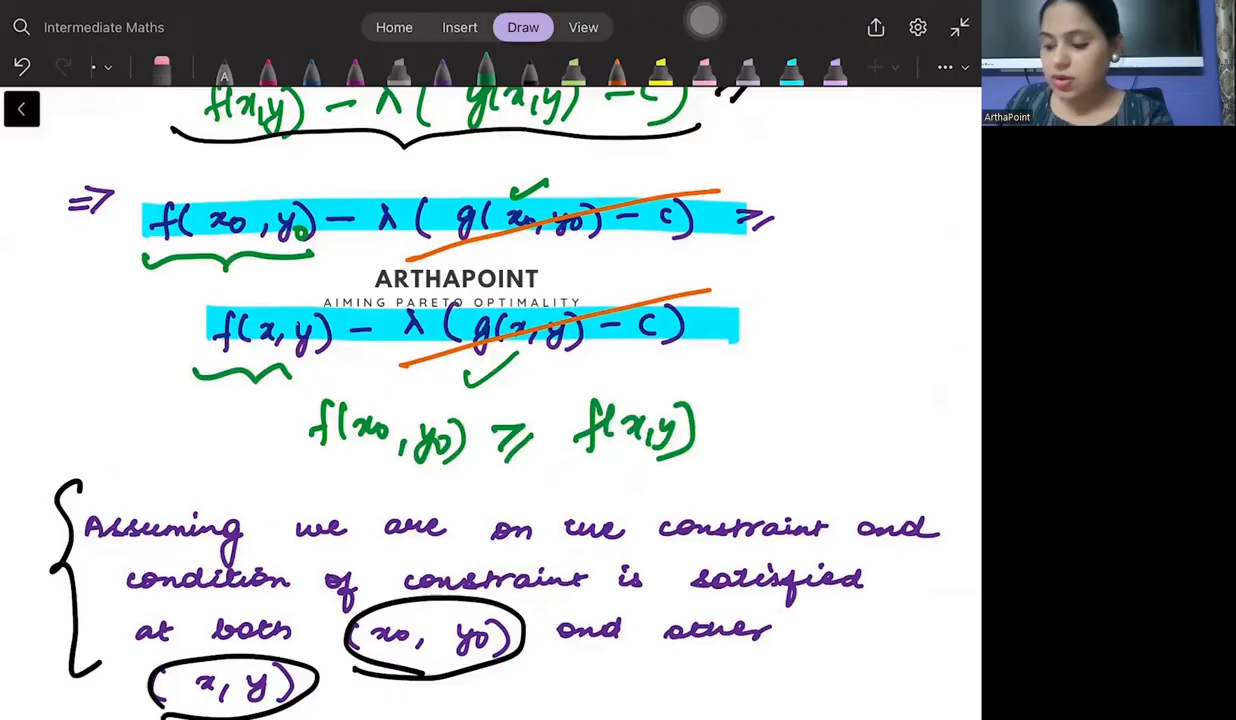 Intermediate Maths
Home Insert Draw View
A
ArthaPoint
f(x,y) - λ ( g(x,y) - c) ≥
⇒ f( x0 , y0) - λ ( g( x0, y0) - c ) ≥
ARTHAPOINT
AIMING PARETO OPTIMALITY
f(x, y) - λ ( g(x, y) - c )
f(x0 , y0) ≥ f(x,y)
Assuming we are on the constraint and
condition of constraint is satisfied
at both (x0, y0) and other
( x, y )